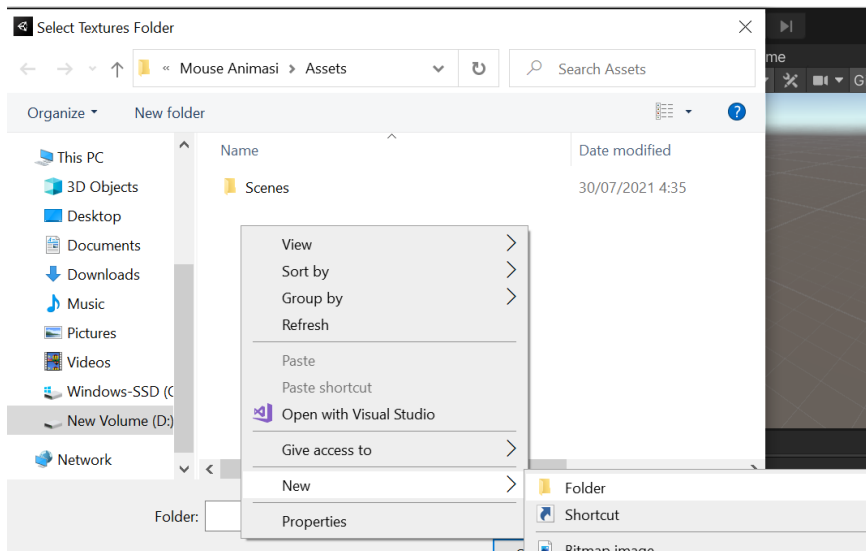 Select Textures Folder
« Mouse Animasi > Assets
Search Assets
me
Organize
New folder
G
Name
Date modified
This PC
3D Objects
Scenes
30/07/2021 4:35
Desktop
Documents
Downloads
Music
Pictures
Videos
Windows-SSD (C
New Volume (D:)
Network
View
Sort by
Group by
Refresh
Paste
Paste shortcut
Open with Visual Studio
Give access to
New
Properties
Folder
Shortcut
Bitmap image
Folder: